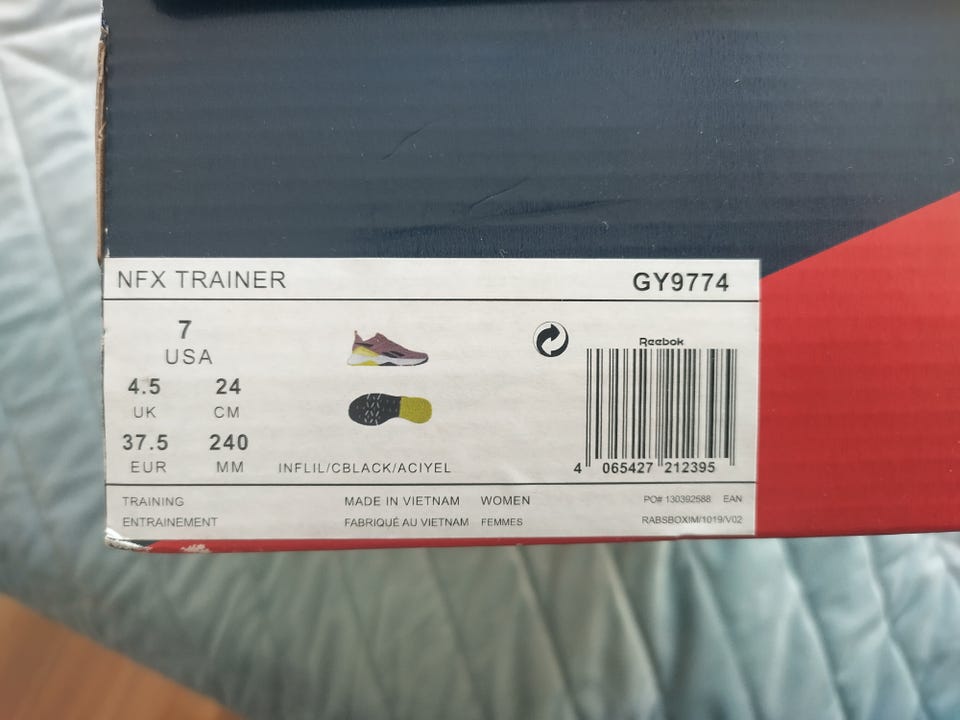 NFX TRAINER GY9774
7
USA
4.5 24
UK CM
37.5 240
EUR MM
INFLIL/CBLACK/ACIYEL
Reebok
4 065427 212395
TRAINING MADE IN VIETNAM WOMEN PO# 130392588 EAN
ENTRAINEMENT FABRIQUÉ AU VIETNAM FEMMES RABSBOXIM/1019/V02